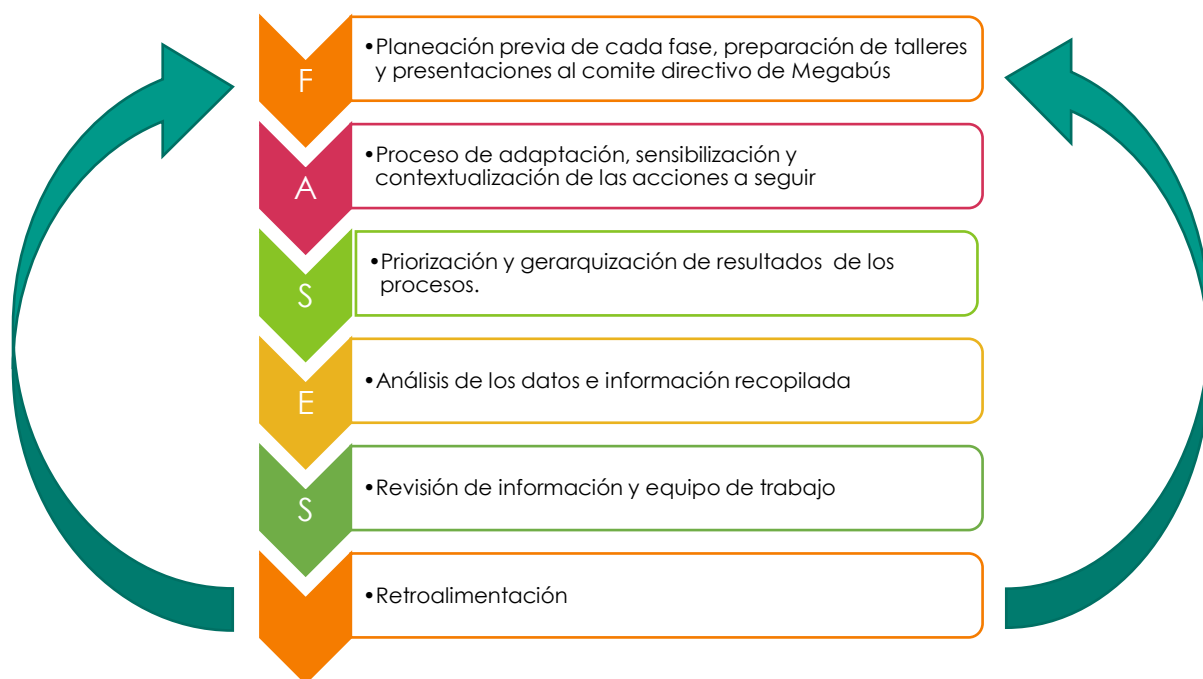 F
•Planeación previa de cada fase, preparación de talleres
y presentaciones al comite directivo de Megabús
A
•Proceso de adaptación, sensibilización y
contextualización de las acciones a seguir
S
•Priorización y gerarquización de resultados de los
procesos.
E
•Análisis de los datos e información recopilada
S
•Revisión de información y equipo de trabajo
•Retroalimentación